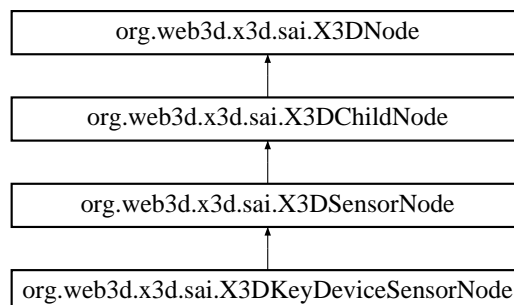 org.web3d.x3d.sai.X3DNode
org.web3d.x3d.sai.X3DChildNode
org.web3d.x3d.sai.X3DSensorNode
org.web3d.x3d.sai.X3DKeyDeviceSensorNode